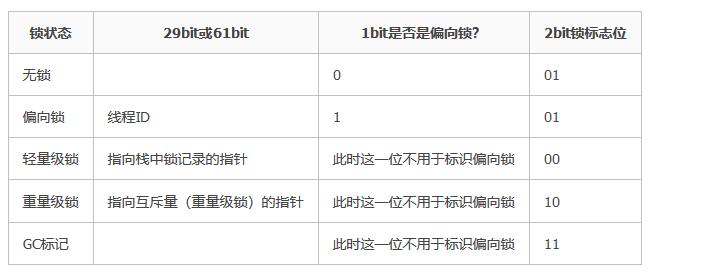 锁状态 29bit或61bit 1bit是否是偏向锁? 2bit锁标志位
无锁 0 01
偏向锁 线程ID 1 01
轻量级锁 指向栈中锁记录的指针 此时这一位不用于标识偏向锁 00
重量级锁 指向互斥量（重量级锁）的指针 此时这一位不用于标识偏向锁 10
GC标记 此时这一位不用于标识偏向锁 11